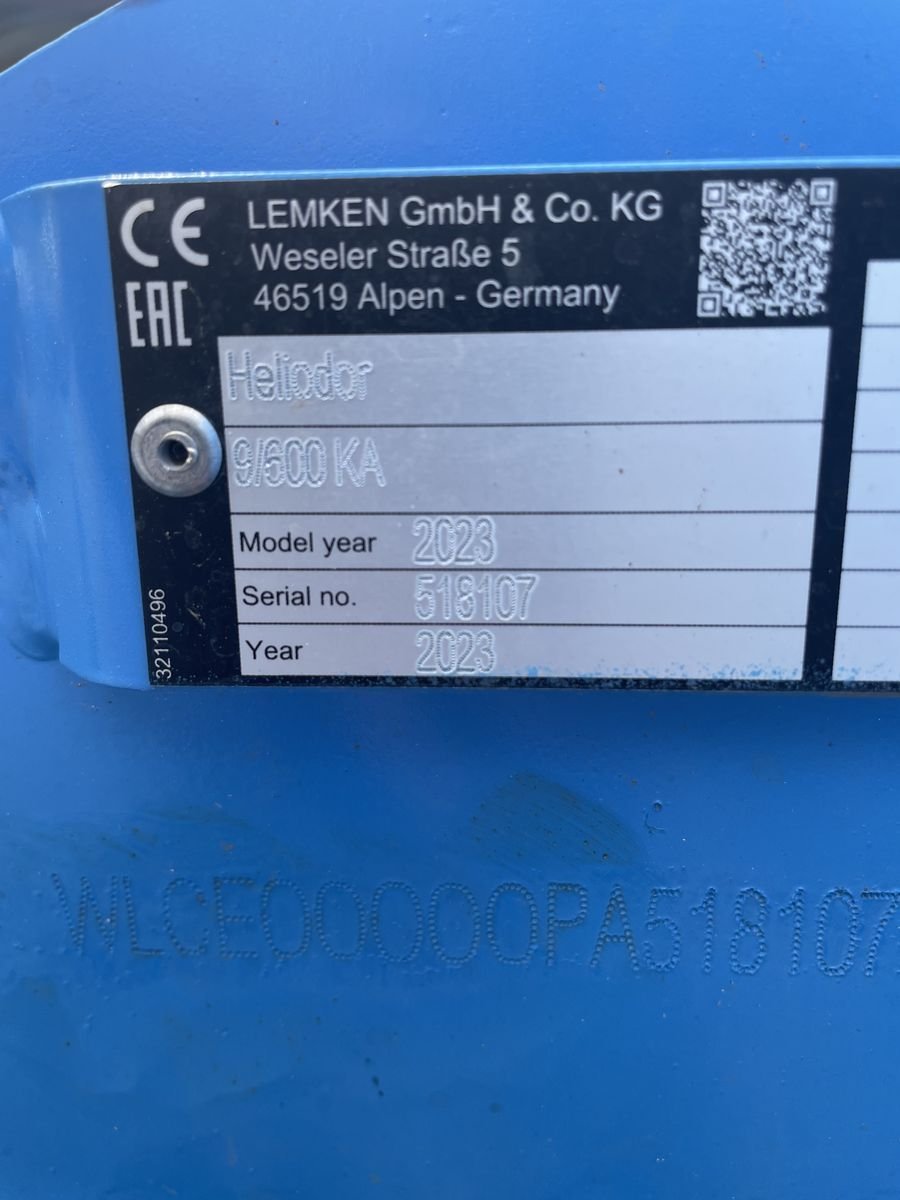 CE
EAC
LEMKEN GmbH & Co. KG
Weseler Straße 5
46519 Alpen - Germany
Heliodor
9/600 KA
Model year 2023
Serial no. 518107
Year 2023
32110496
WLCE00000PA518107